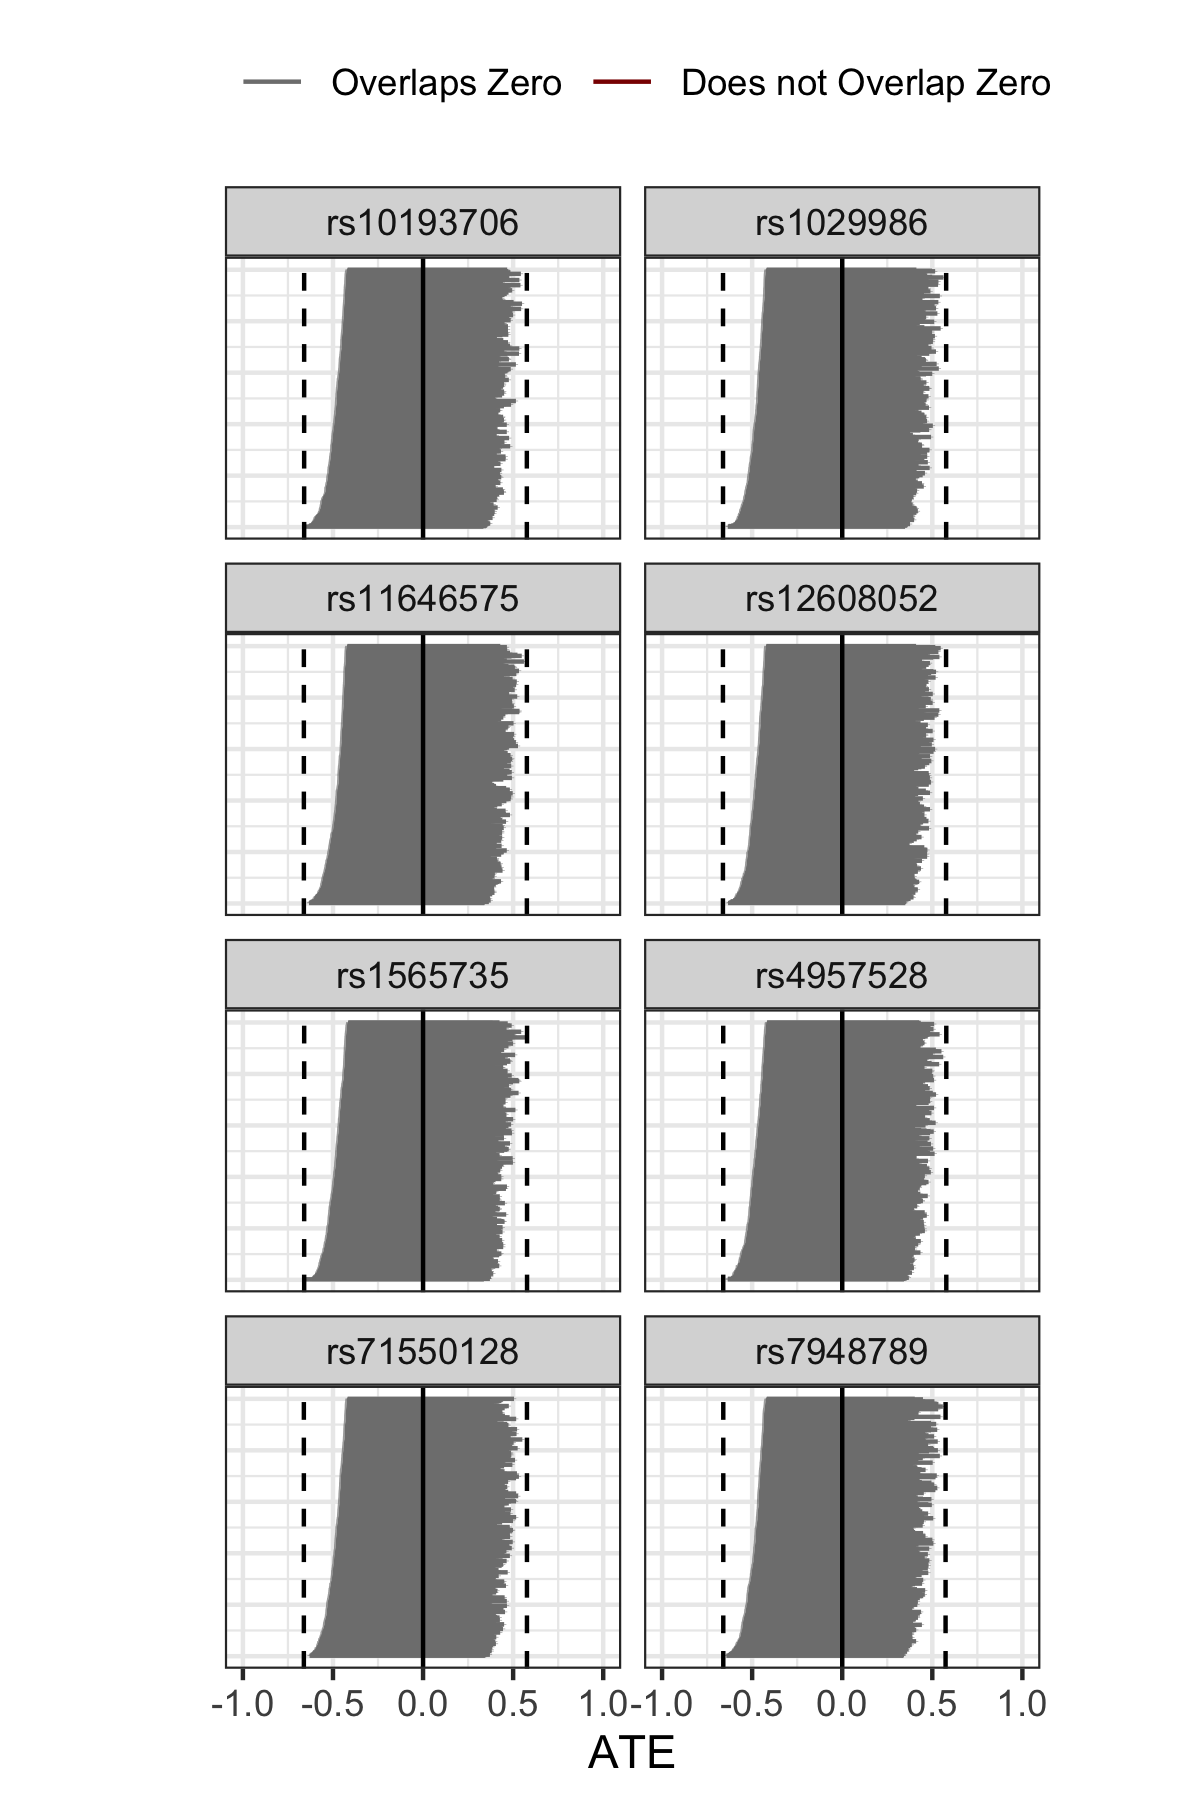 Overlaps Zero Does not Overlap Zero
rs10193706 rs1029986
rs11646575 rs12608052
rs1565735 rs4957528
rs71550128 rs7948789
-1.0 -0.5 0.0 0.5 1.0 -1.0 -0.5 0.0 0.5 1.0
ATE